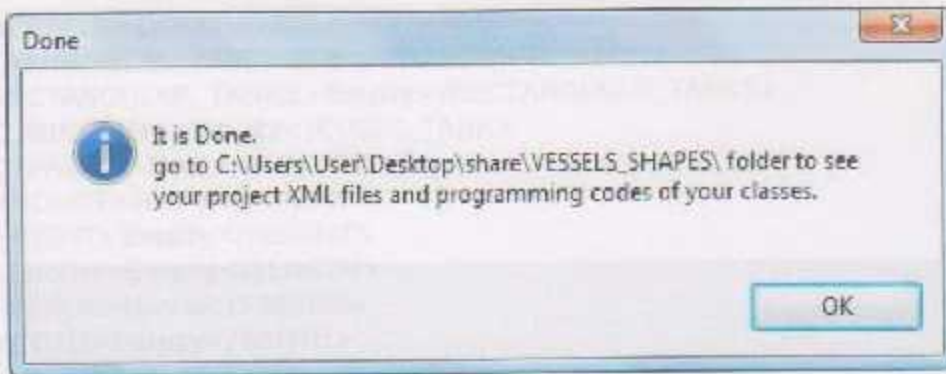 Done
It is Done.
go to C:\Users\User\Desktop\share\VESSELS_SHAPES\ folder to see
your project XML files and programming codes of your classes.
OK